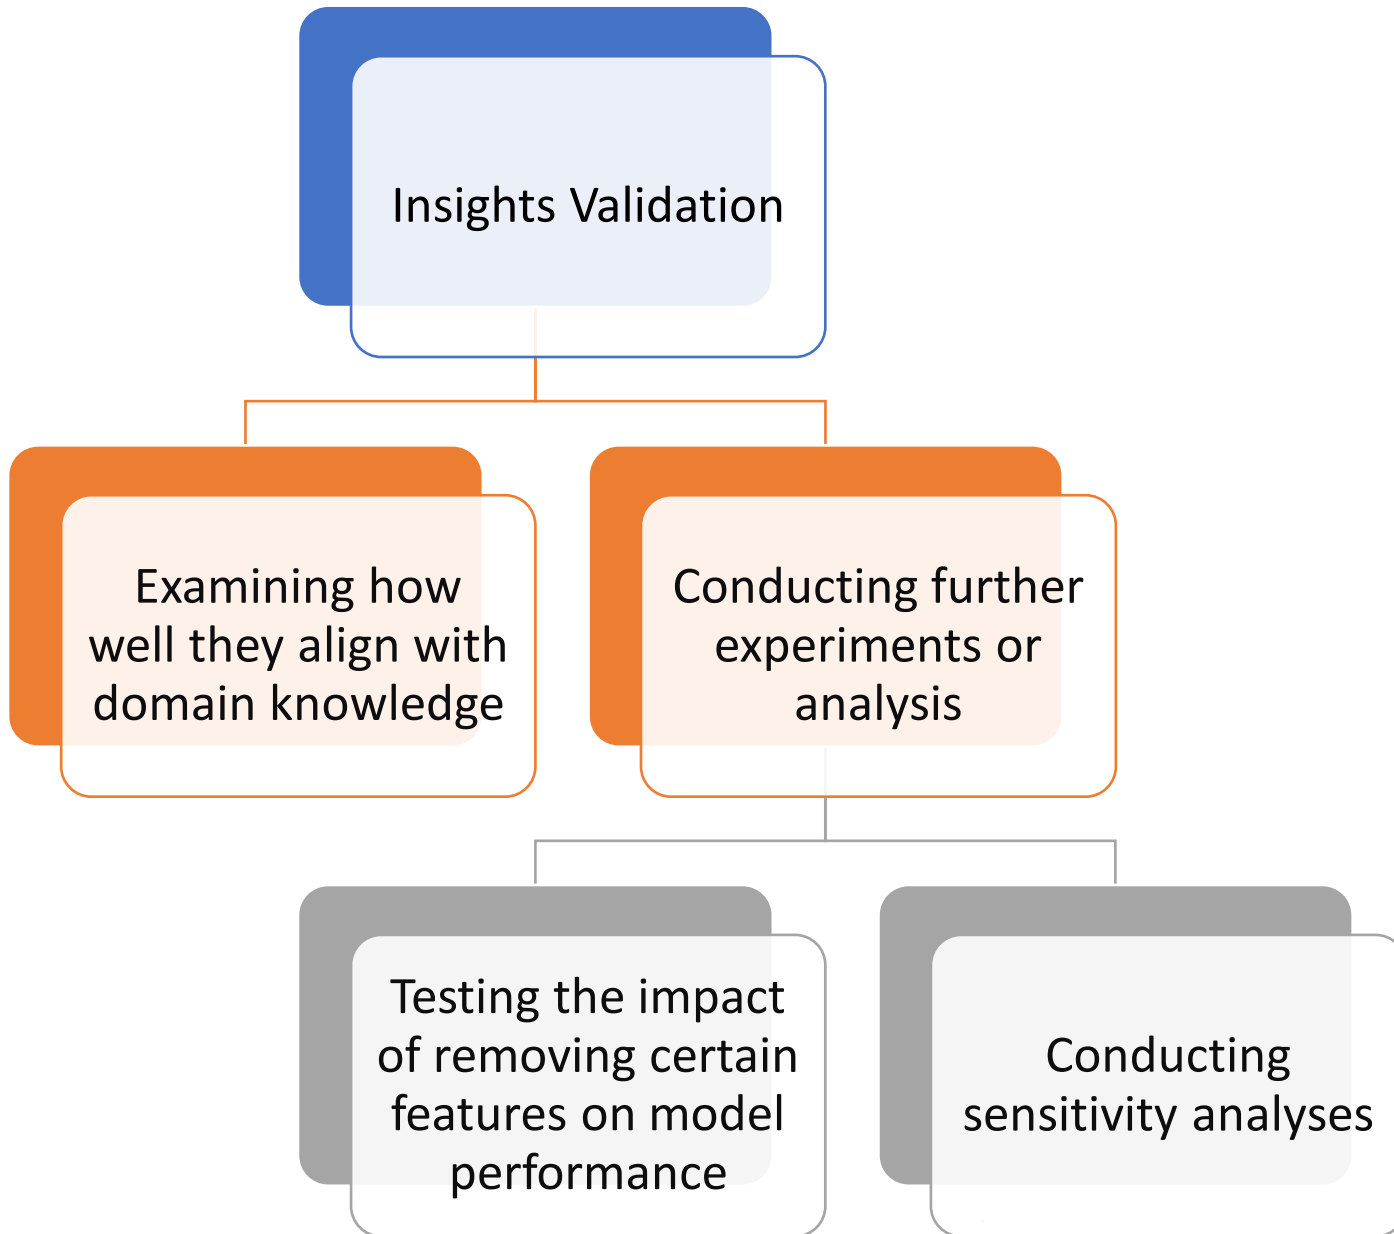 Insights Validation
Examining how
well they align with
domain knowledge
Conducting further
experiments or
analysis
Testing the impact
of removing certain
features on model
performance
Conducting
sensitivity analyses